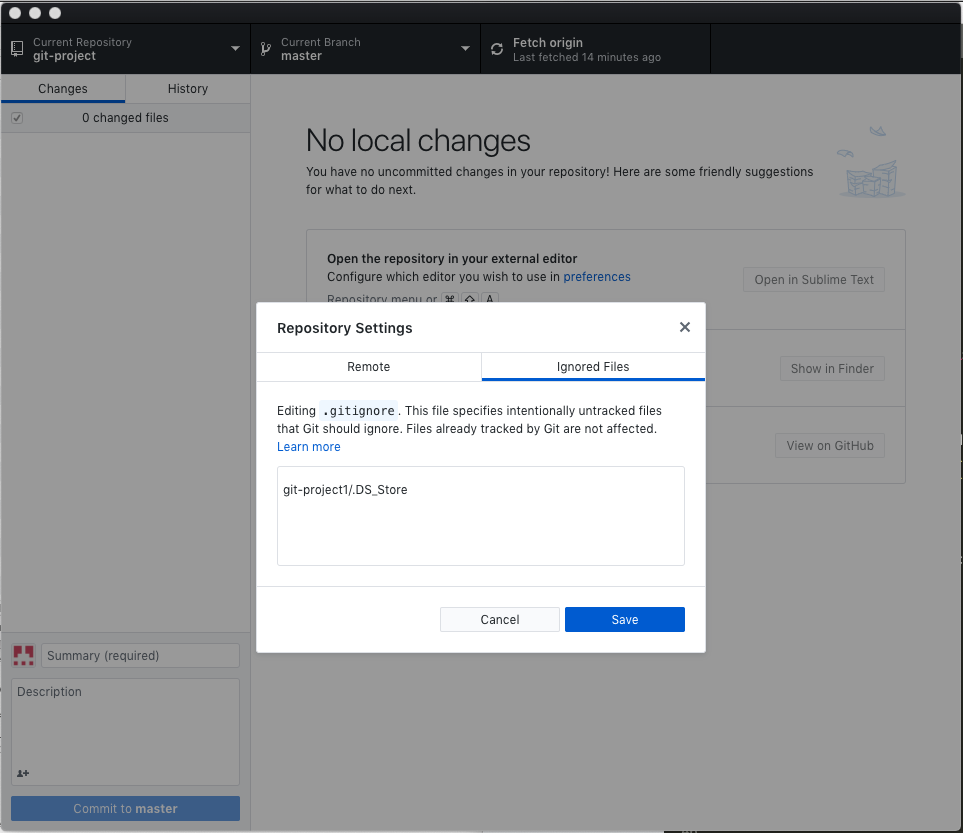 Current Repository
git-project
Current Branch
master
Fetch origin
Last fetched 14 minutes ago
Changes
History
0 changed files
No local changes
You have no uncommitted changes in your repository! Here are some friendly suggestions
for what to do next.
Open the repository in your external editor
Configure which editor you wish to use in preferences
Open in Sublime Text
Repository menu or ⌘ ⇧ A
Show in Finder
View on GitHub
Repository Settings
Remote
Ignored Files
Editing .gitignore. This file specifies intentionally untracked files
that Git should ignore. Files already tracked by Git are not affected.
Learn more
git-project1/.DS_Store
Cancel
Save
Summary (required)
Description
Commit to master